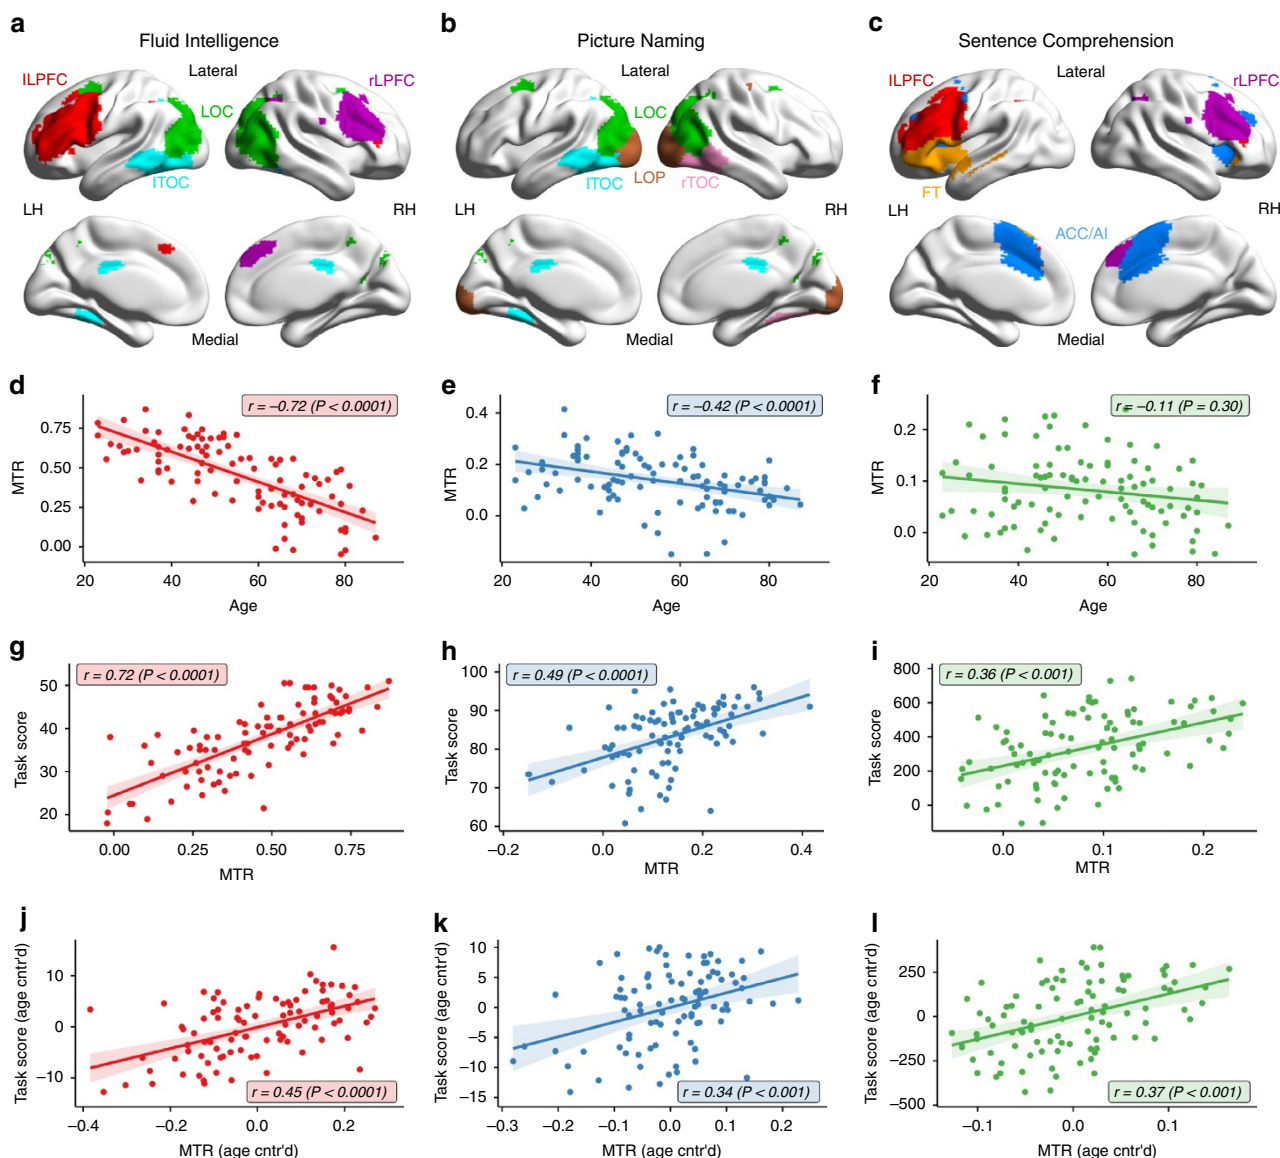 a
Fluid Intelligence
lLPFC
Lateral
rLPFC
LOC
lTOC
LH
RH
Medial
b
Picture Naming
Lateral
LOC
lTOC
LOP
rTOC
LH
RH
Medial
c
Sentence Comprehension
lLPFC
Lateral
rLPFC
FT
LH
RH
ACC/AI
Medial
d
r = –0.72 (P < 0.0001)
MTR
0.75
0.50
0.25
0.00
20 40 60 80
Age
e
r = –0.42 (P < 0.0001)
MTR
0.4
0.2
0.0
20 40 60 80
Age
f
r = –0.11 (P = 0.30)
MTR
0.2
0.1
0.0
20 40 60 80
Age
g
r = 0.72 (P < 0.0001)
Task score
50
40
30
20
0.00 0.25 0.50 0.75
MTR
h
r = 0.49 (P < 0.0001)
Task score
100
90
80
70
60
–0.2 0.0 0.2 0.4
MTR
i
r = 0.36 (P < 0.001)
Task score
800
600
400
200
0
0.0 0.1 0.2
MTR
j
Task score (age cntr'd)
10
0
–10
r = 0.45 (P < 0.0001)
–0.4 –0.2 0.0 0.2
MTR (age cntr'd)
k
Task score (age cntr'd)
10
5
0
–5
–10
–15
r = 0.34 (P < 0.001)
–0.3 –0.2 –0.1 0.0 0.1 0.2
MTR (age cntr'd)
l
Task score (age cntr'd)
250
0
–250
–500
r = 0.37 (P < 0.001)
–0.1 0.0 0.1
MTR (age cntr'd)